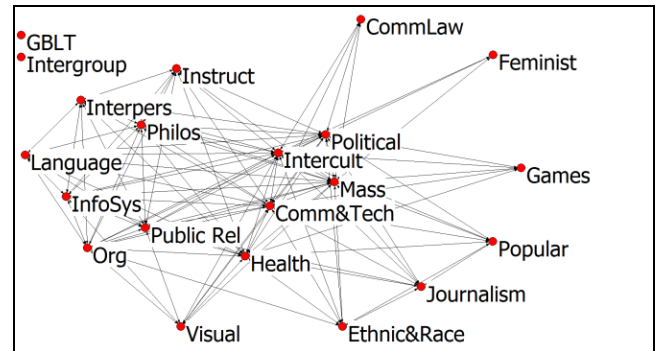 CommLaw
GBLT
Intergroup
Feminist
Instruct
Interpers
Philos
Political
Intercult
Language
Games
Mass
InfoSys
Comm&Tech
Public Rel
Popular
Org
Health
Journalism
Visual
Ethnic&Race